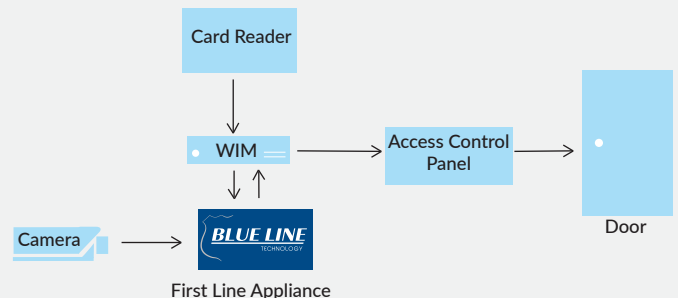 Card Reader
WIM
Access Control
Panel
Door
Camera
BLUE LINE
TECHNOLOGY
First Line Appliance